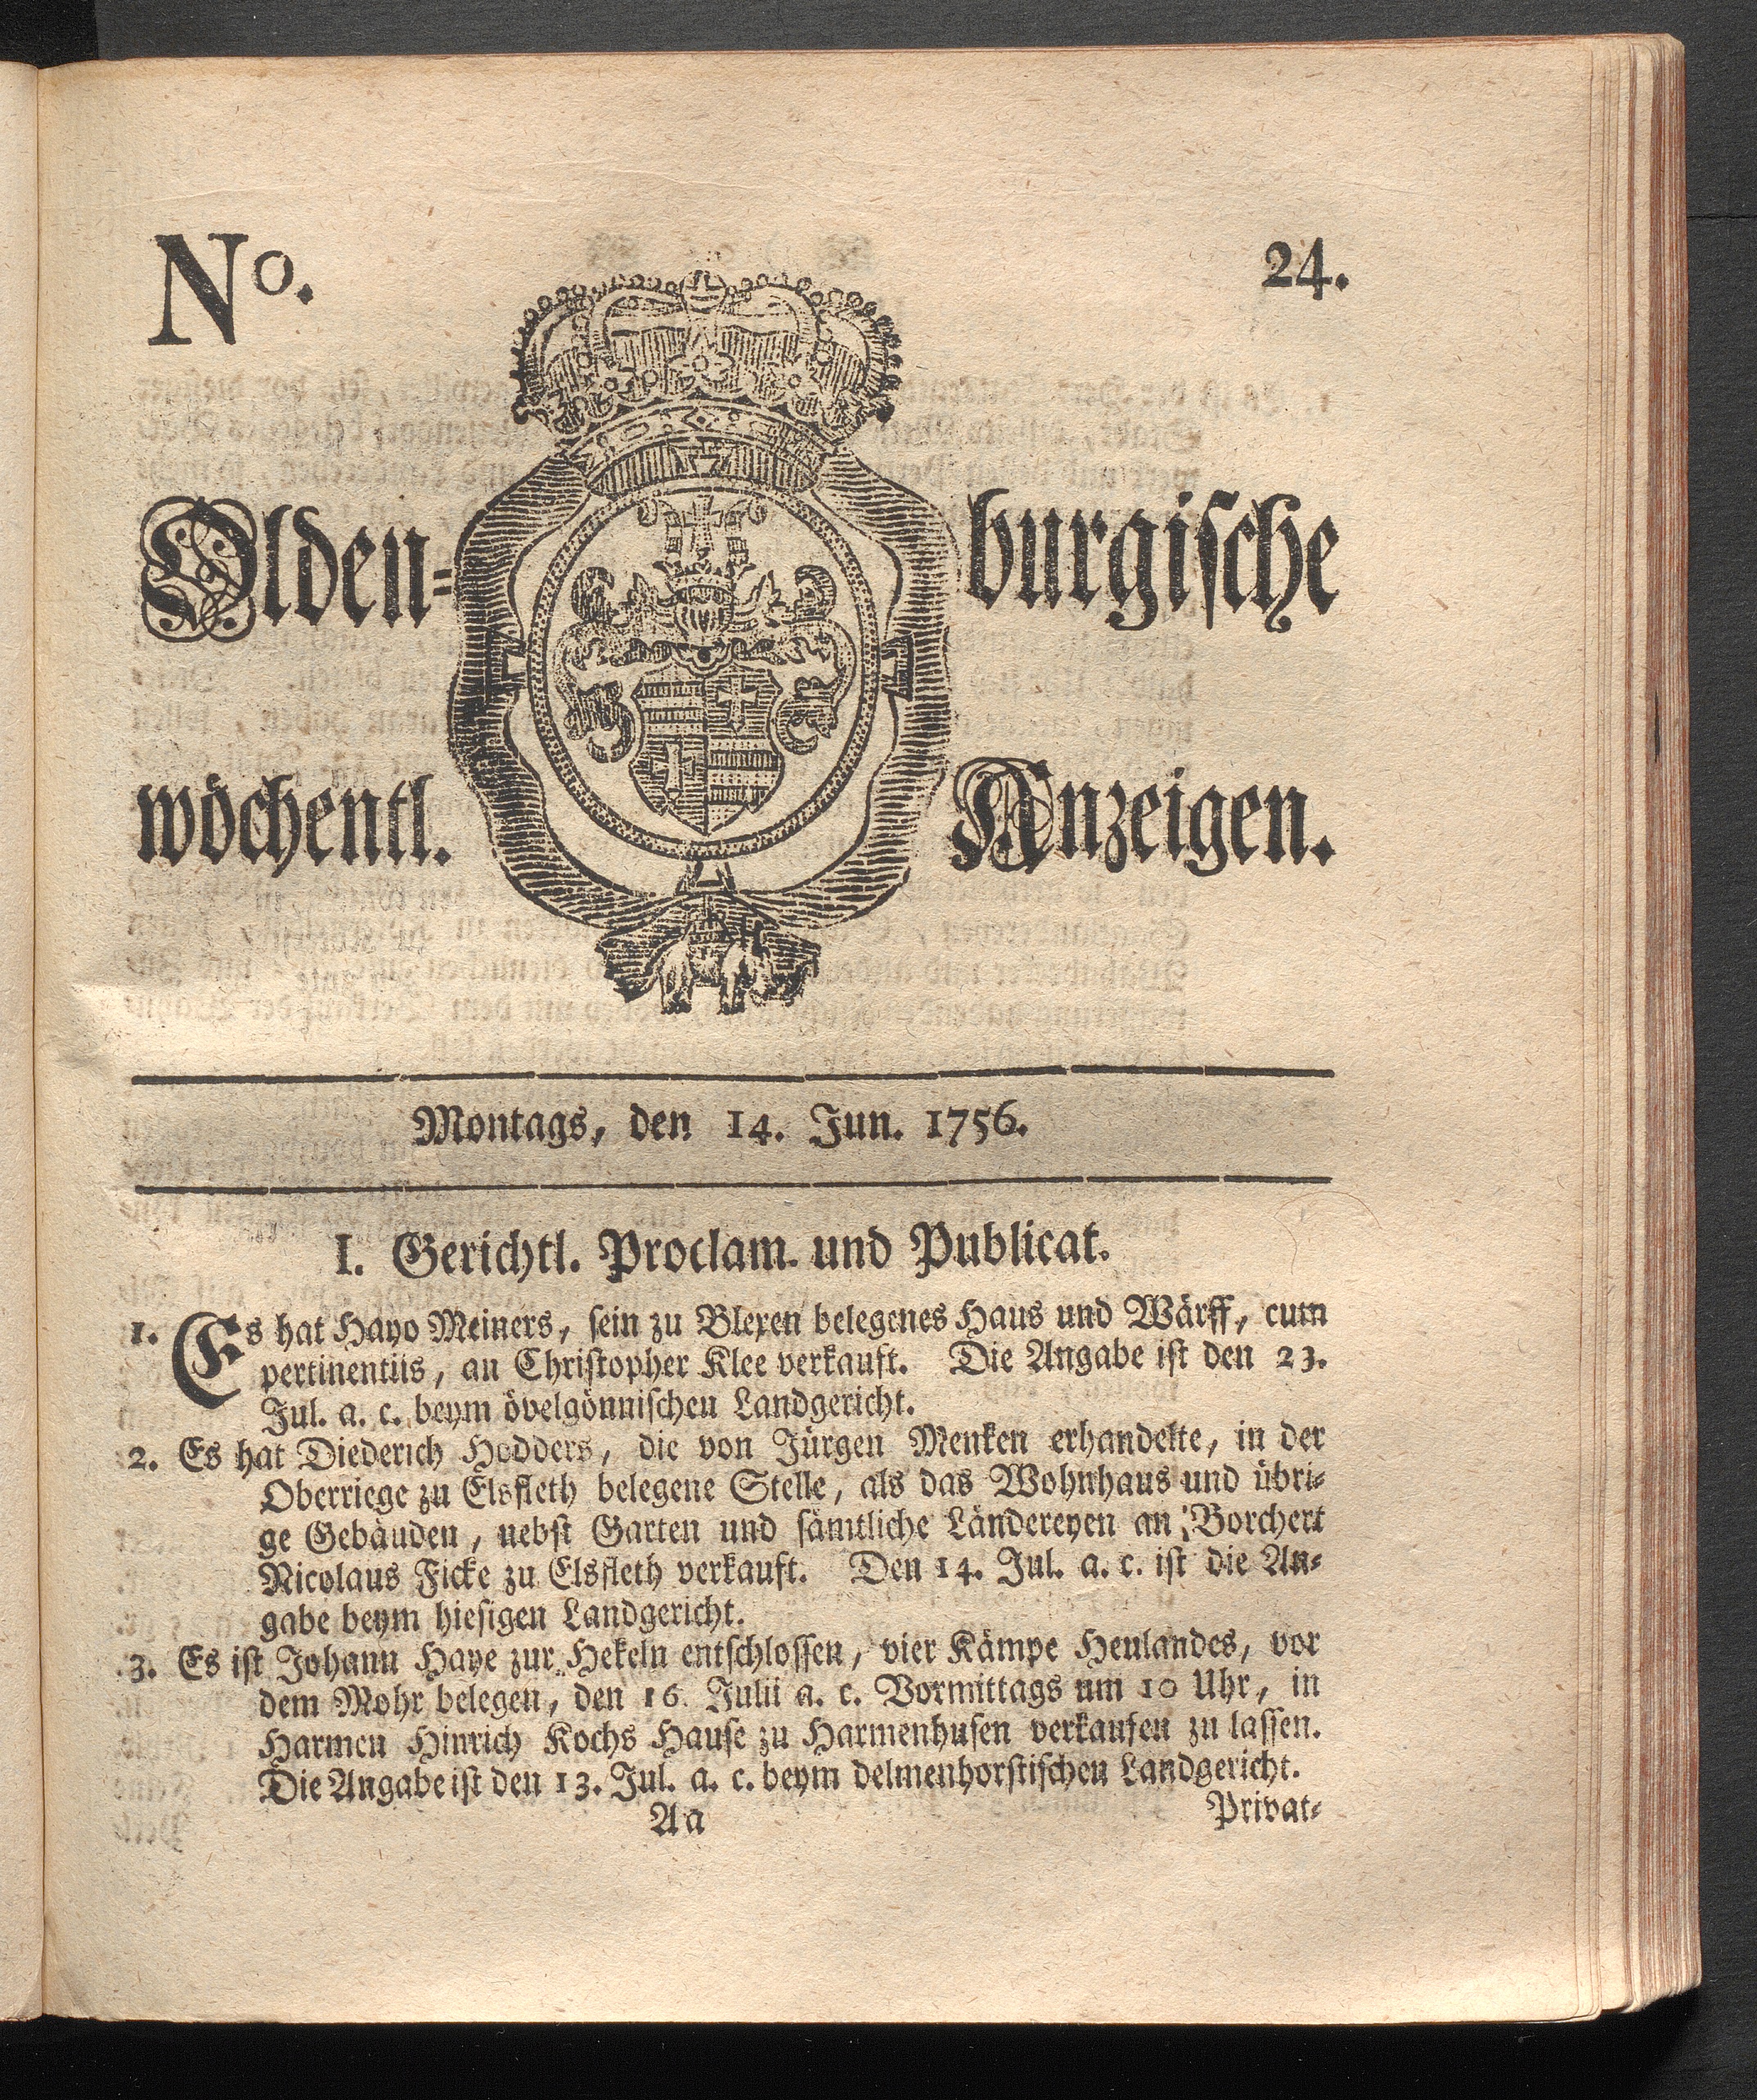 No. 24.
Olden= burgische
wöchentl. Anzeigen.
Montags, den 14. Jun. 1756.
I. Gerichtl. Proclam. und Publicat.
1. Es hat Hayo Meiners, sein zu Blexen belegenes Haus und Wärff, cum
pertinentiis, an Christopher Klee verkauft. Die Angabe ist den 23.
Jul. a. c. beym övelgönnischen Landgericht.
2. Es hat Diederich Hodders, die von Jürgen Menken erhandelte, in der
Oberriege zu Elsfleth belegene Stelle, als das Wohnhaus und übri=
ge Gebäuden, nebst Garten und sämtliche Ländereyen an Borchert
Nicolaus Ficke zu Elsfleth verkauft. Den 14. Jul. a. c. ist die An=
gabe beym hiesigen Landgericht.
3. Es ist Johann Haye zur Hekeln entschlossen, vier Kämpe Heulandes, vor
dem Mohr belegen, den 16. Julii a. c. Vormittags um 10 Uhr, in
Harmen Hinrich Kochs Hause zu Harmenhusen verkaufen zu lassen.
Die Angabe ist den 13. Jul. a. c. beym delmenhorstischen Landgericht.
Aa Privat=